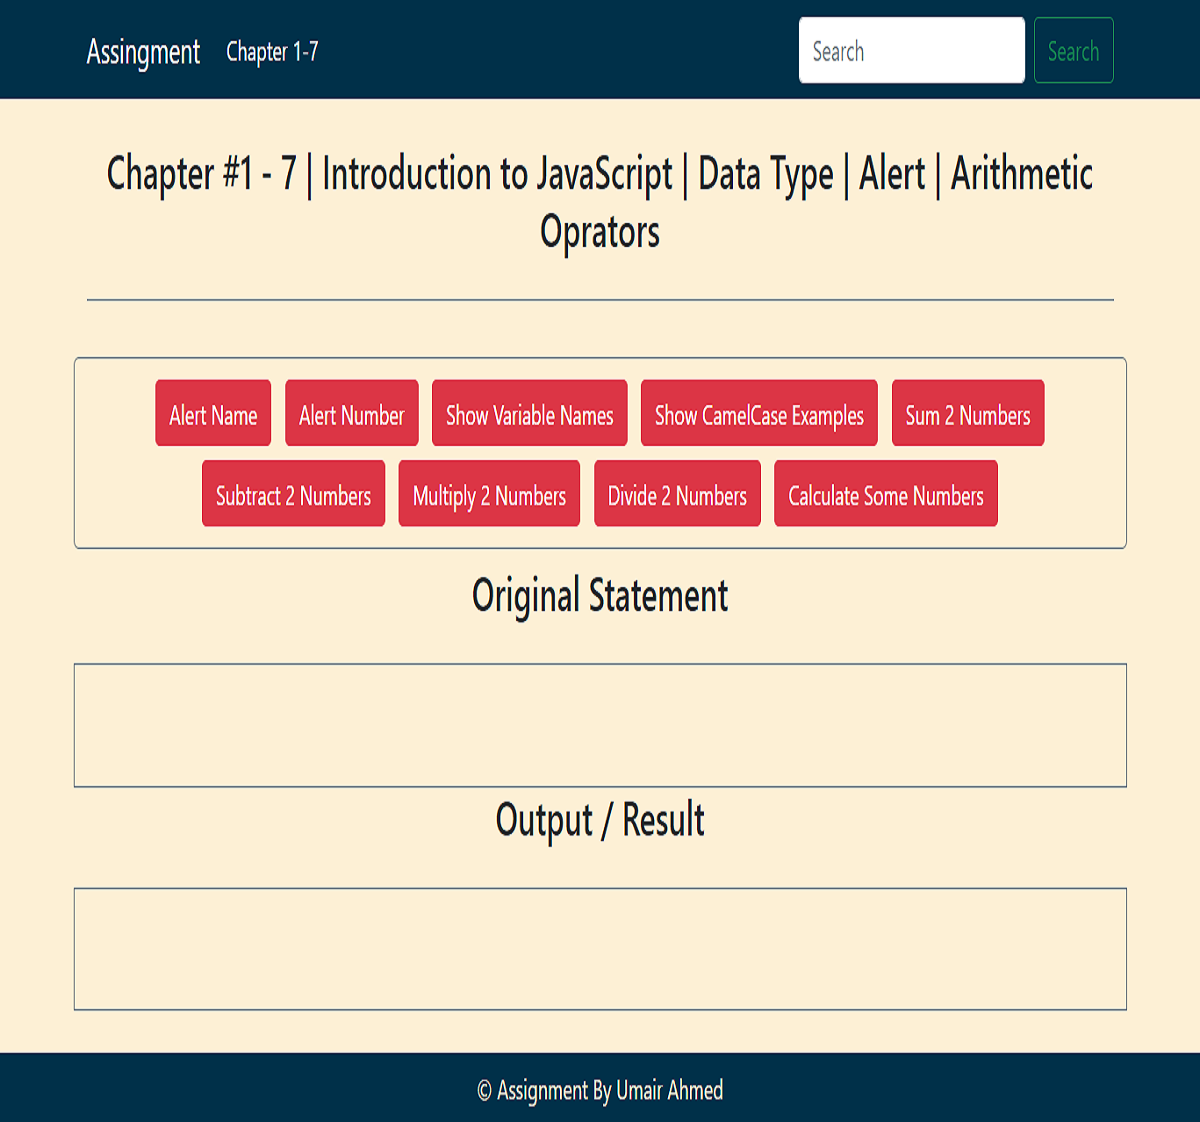 Assingment Chapter 1-7 Search Search
Chapter #1 - 7 | Introduction to JavaScript | Data Type | Alert | Arithmetic
Oprators
Alert Name Alert Number Show Variable Names Show CamelCase Examples Sum 2 Numbers
Subtract 2 Numbers Multiply 2 Numbers Divide 2 Numbers Calculate Some Numbers
Original Statement
Output / Result
© Assignment By Umair Ahmed